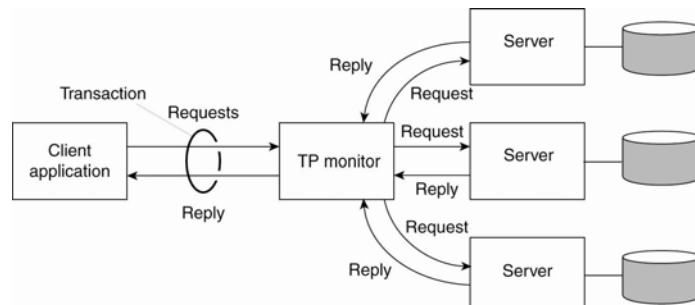 Server
Reply
Transaction
Requests
Request
Client
application
TP monitor
Request
Server
Reply
Reply
Request
Reply
Server